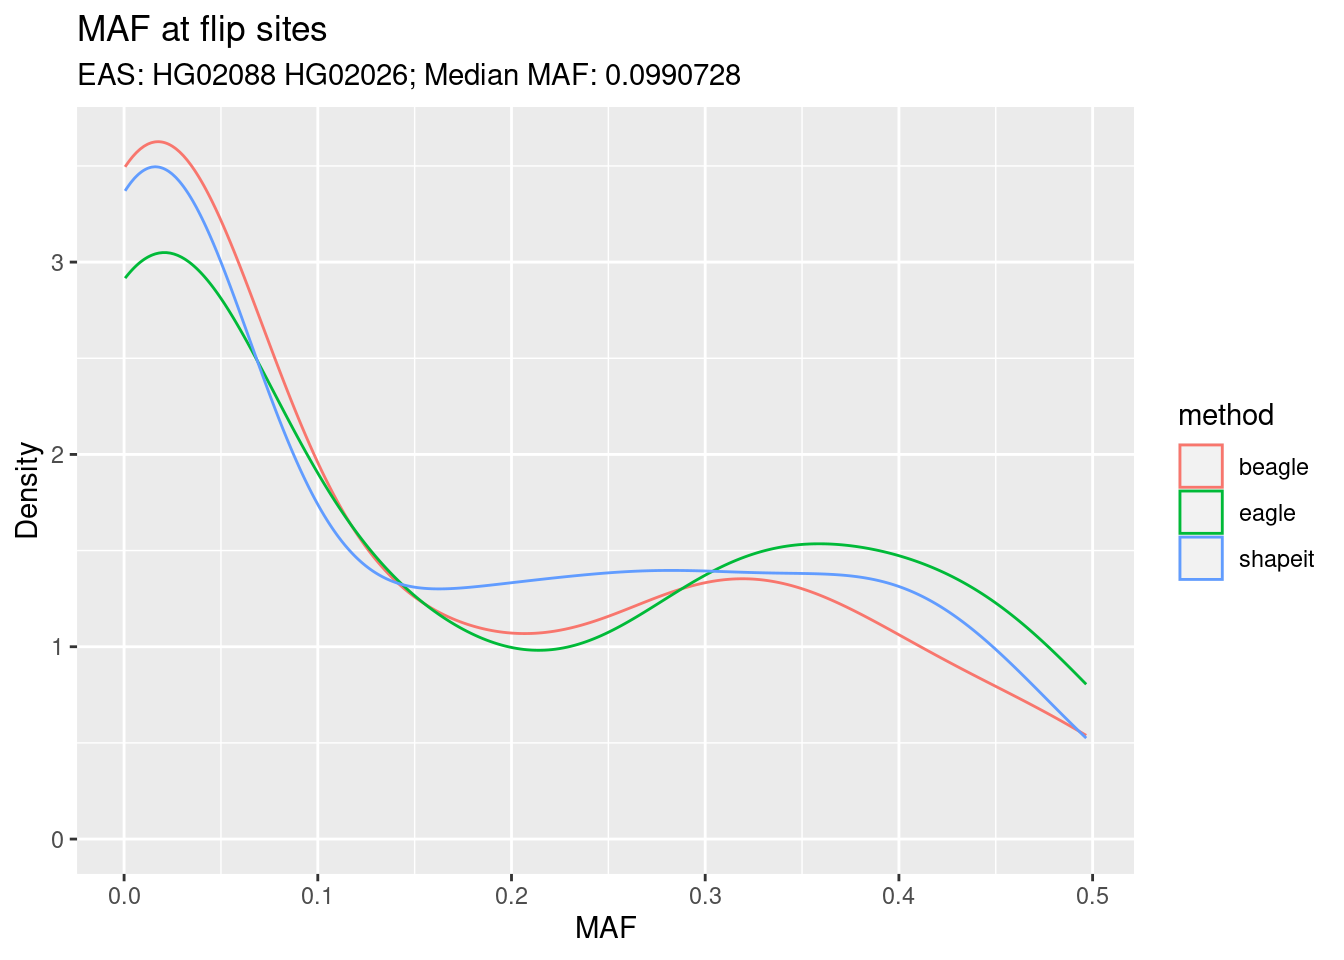 MAF at flip sites
EAS: HG02088 HG02026; Median MAF: 0.0990728
Density
3
2
1
0
0.0 0.1 0.2 0.3 0.4 0.5
MAF
method
beagle
eagle
shapeit